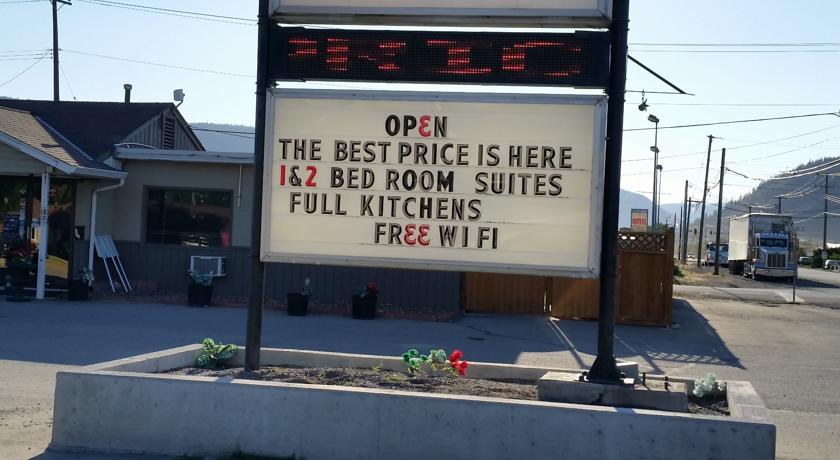 OPEN
THE BEST PRICE IS HERE
1&2 BED ROOM SUITES
FULL KITCHENS
FREE WI FI